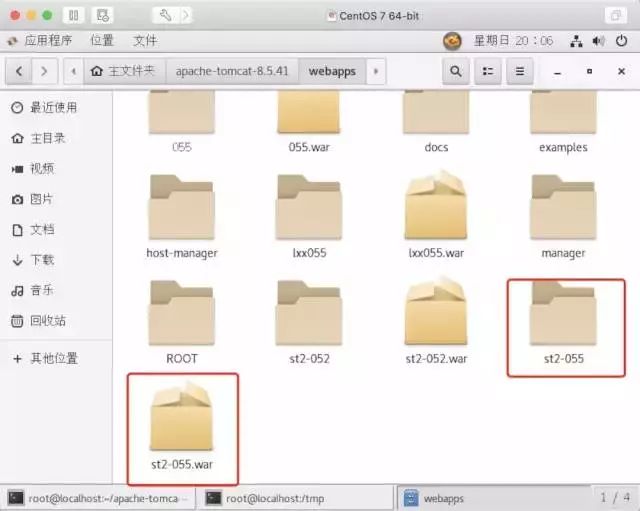 CentOS 7 64-bit
应用程序 位置 文件 星期日 20:06
主文件夹 apache-tomcat-8.5.41 webapps
最近使用
主目录
视频
图片
文档
下载
音乐
回收站
其他位置
055 055.war docs examples
host-manager lxx055 lxx055.war manager
ROOT st2-052 st2-052.war st2-055
st2-055.war
root@localhost:~/apache-tomca··· root@localhost:/tmp webapps 1 / 4